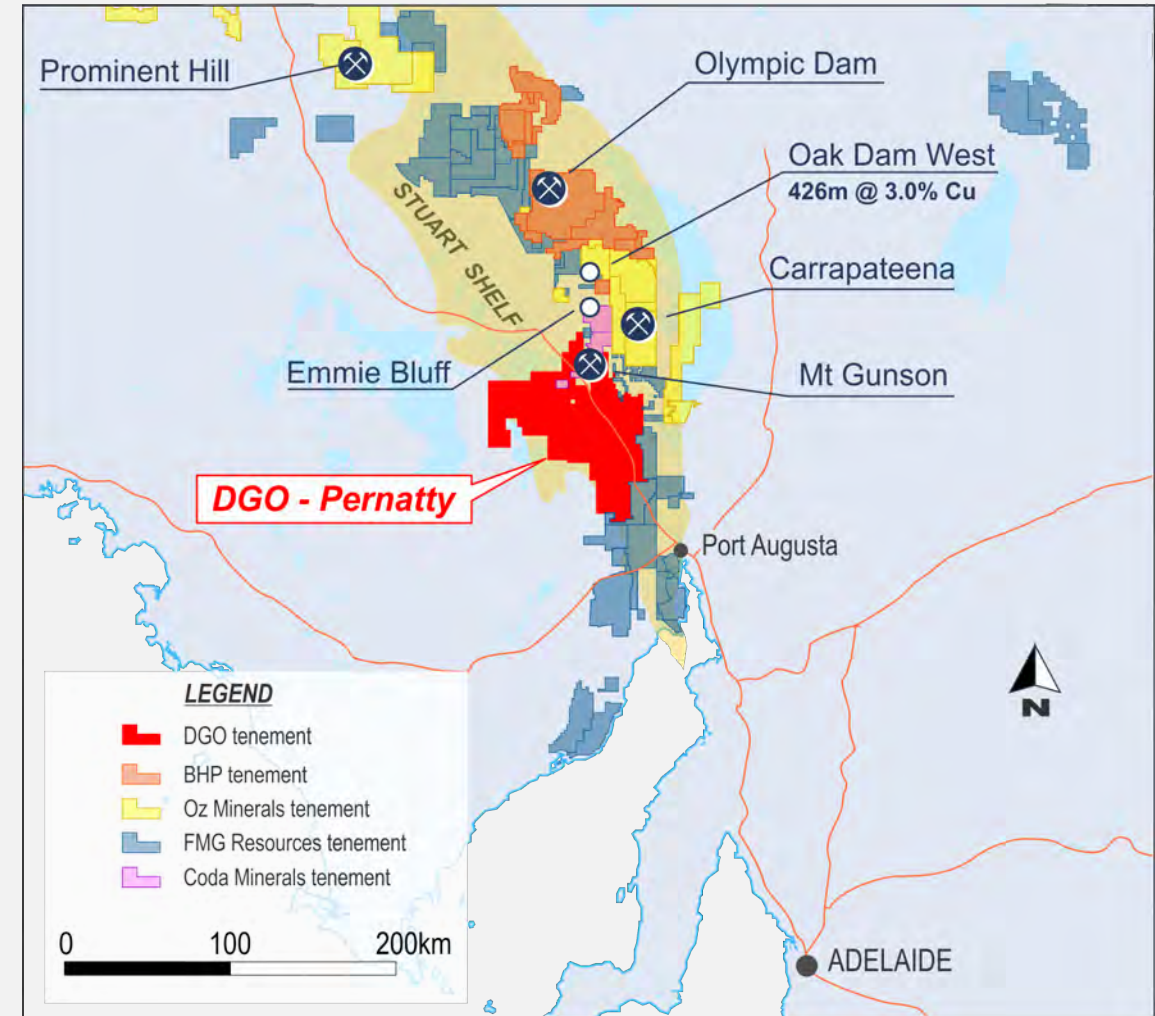 Prominent Hill
Olympic Dam
Oak Dam West
426m @ 3.0% Cu
STUART SHELF
Carrapateena
Emmie Bluff
Mt Gunson
DGO - Pernatty
Port Augusta
LEGEND
DGO tenement
BHP tenement
Oz Minerals tenement
FMG Resources tenement
Coda Minerals tenement
0 100 200km
N
ADELAIDE